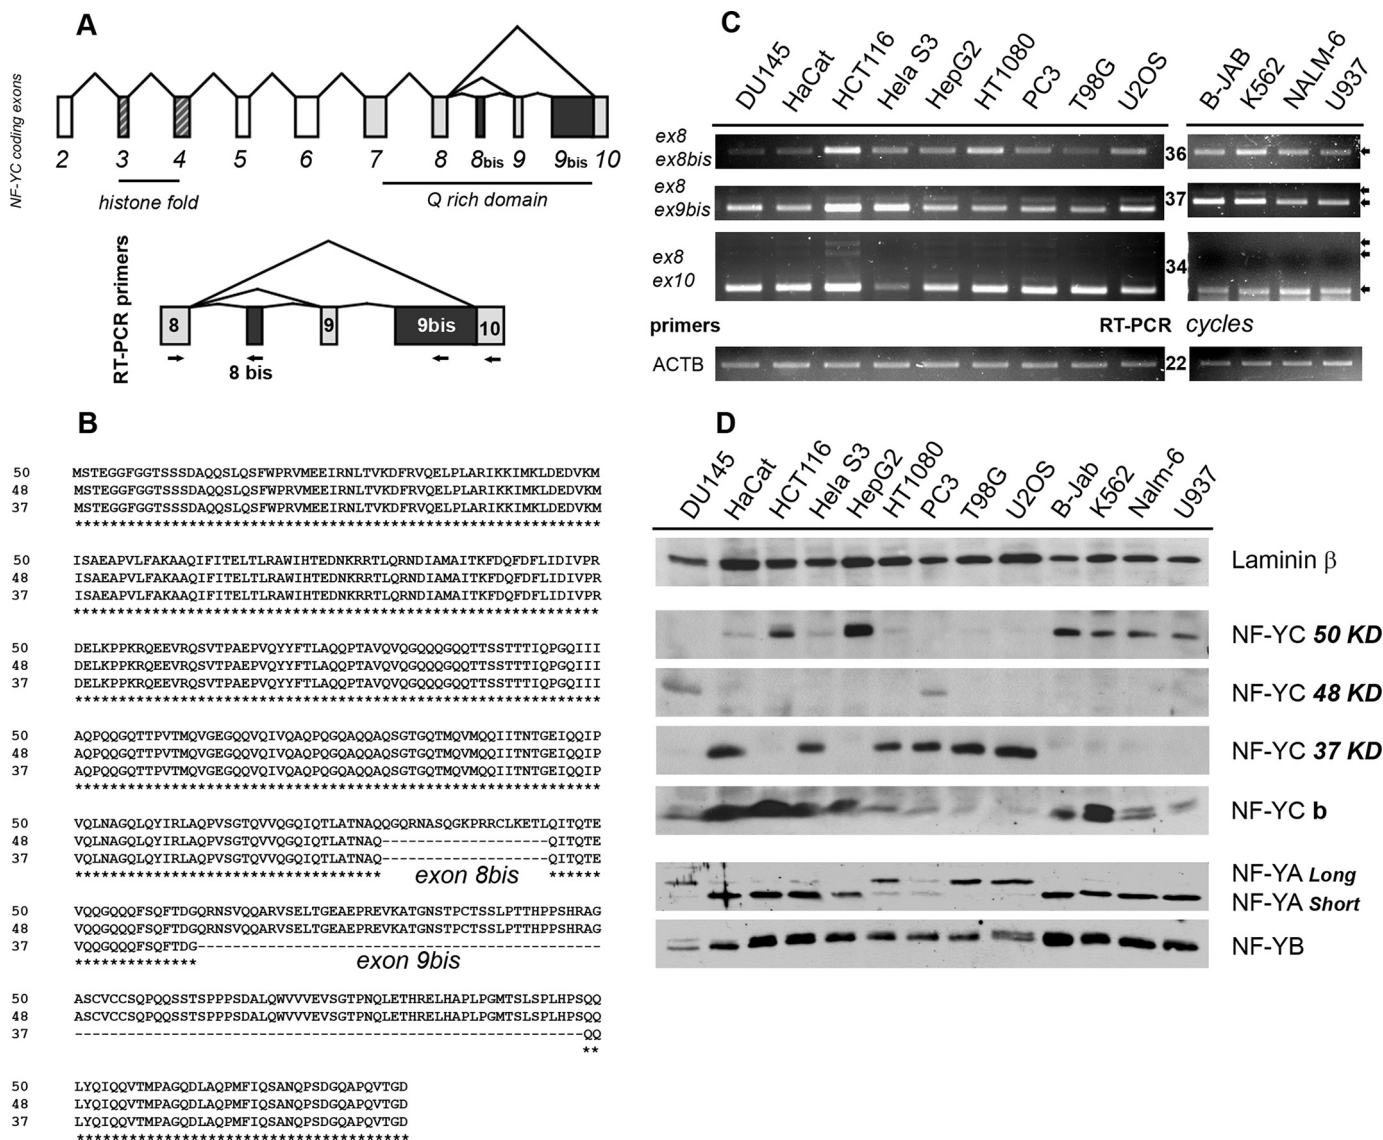 A
NF-YC coding exons
2 3 4 5 6 7 8 8bis 9 9bis 10
histone fold
Q rich domain
RT-PCR primers
8 9 9bis 10
8 bis
B
50 MSTEGGFGGTSSSDAQQSLQSFWPRVMEEIRNLTVKDFRVQELPLARIKKIMKLDEDVKM
48 MSTEGGFGGTSSSDAQQSLQSFWPRVMEEIRNLTVKDFRVQELPLARIKKIMKLDEDVKM
37 MSTEGGFGGTSSSDAQQSLQSFWPRVMEEIRNLTVKDFRVQELPLARIKKIMKLDEDVKM
************************************************************
50 ISAEAPVLFAKAAQIFITELTLRAWIHTEDNKRRTLQRNDIAMAITKFDQFDFLIDIVPR
48 ISAEAPVLFAKAAQIFITELTLRAWIHTEDNKRRTLQRNDIAMAITKFDQFDFLIDIVPR
37 ISAEAPVLFAKAAQIFITELTLRAWIHTEDNKRRTLQRNDIAMAITKFDQFDFLIDIVPR
************************************************************
50 DELKPPKRQEEVRQSVTPAEPVQYYFTLAQQPTAVQVQGQQQGQQTTSSTTTIQPGQIII
48 DELKPPKRQEEVRQSVTPAEPVQYYFTLAQQPTAVQVQGQQQGQQTTSSTTTIQPGQIII
37 DELKPPKRQEEVRQSVTPAEPVQYYFTLAQQPTAVQVQGQQQGQQTTSSTTTIQPGQIII
************************************************************
50 AQPQQGQTTPVTMQVGEGQQVQIVQAQPQGQAQQAQSGTGQTMQVMQQIITNTGEIQQIP
48 AQPQQGQTTPVTMQVGEGQQVQIVQAQPQGQAQQAQSGTGQTMQVMQQIITNTGEIQQIP
37 AQPQQGQTTPVTMQVGEGQQVQIVQAQPQGQAQQAQSGTGQTMQVMQQIITNTGEIQQIP
************************************************************
50 VQLNAGQLQYIRLAQPVSGTQVVQGQIQTLATNAQQGQRNASQGKPRRCLKETLQITQTE
48 VQLNAGQLQYIRLAQPVSGTQVVQGQIQTLATNAQ-------------------QITQTE
37 VQLNAGQLQYIRLAQPVSGTQVVQGQIQTLATNAQ-------------------QITQTE
*********************************** ******
exon 8bis
50 VQQGQQQFSQFTDGQRNSVQQARVSELTGEAEPREVKATGNSTPCTSSLPTTHPPSHRAG
48 VQQGQQQFSQFTDGQRNSVQQARVSELTGEAEPREVKATGNSTPCTSSLPTTHPPSHRAG
37 VQQGQQQFSQFTDG----------------------------------------------
**************
exon 9bis
50 ASCVCCSQPQQSSTSPPPSDALQWVVVEVSGTPNQLETHRELHAPLPGMTSLSPLHPSQQ
48 ASCVCCSQPQQSSTSPPPSDALQWVVVEVSGTPNQLETHRELHAPLPGMTSLSPLHPSQQ
37 ----------------------------------------------------------QQ
**
50 LYQIQQVTMPAGQDLAQPMFIQSANQPSDGQAPQVTGD
48 LYQIQQVTMPAGQDLAQPMFIQSANQPSDGQAPQVTGD
37 LYQIQQVTMPAGQDLAQPMFIQSANQPSDGQAPQVTGD
**************************************
C
DU145 HaCat HCT116 Hela S3 HepG2 HT1080 PC3 T98G U2OS B-JAB K562 NALM-6 U937
ex8
ex8bis
36
ex8
ex9bis
37
ex8
ex10
34
primers RT-PCR cycles
ACTB 22
D
DU145 HaCat HCT116 Hela S3 HepG2 HT1080 PC3 T98G U2OS B-Jab K562 Nalm-6 U937
Laminin β
NF-YC 50 KD
NF-YC 48 KD
NF-YC 37 KD
NF-YC b
NF-YA Long
NF-YA Short
NF-YB